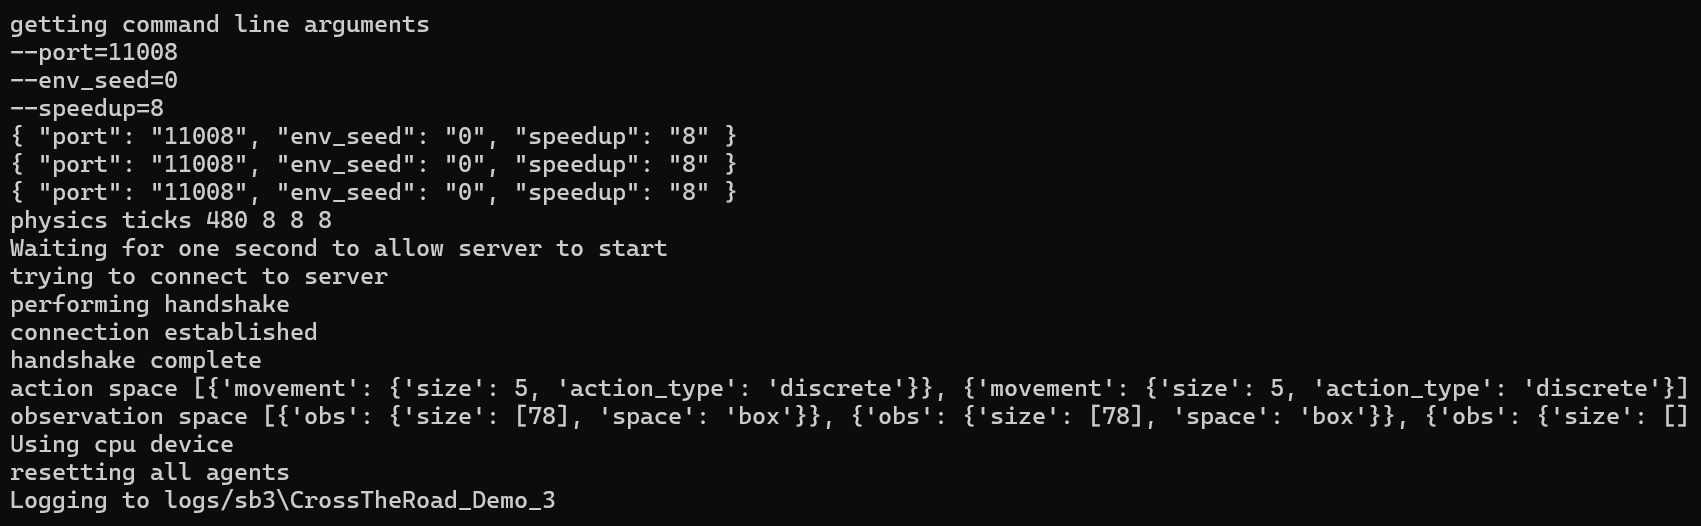 getting command line arguments
--port=11008
--env_seed=0
--speedup=8
{ "port": "11008", "env_seed": "0", "speedup": "8" }
{ "port": "11008", "env_seed": "0", "speedup": "8" }
{ "port": "11008", "env_seed": "0", "speedup": "8" }
physics ticks 480 8 8 8
Waiting for one second to allow server to start
trying to connect to server
performing handshake
connection established
handshake complete
action space [{'movement': {'size': 5, 'action_type': 'discrete'}}, {'movement': {'size': 5, 'action_type': 'discrete'}]
observation space [{'obs': {'size': [78], 'space': 'box'}}, {'obs': {'size': [78], 'space': 'box'}}, {'obs': {'size': []
Using cpu device
resetting all agents
Logging to logs/sb3\CrossTheRoad_Demo_3